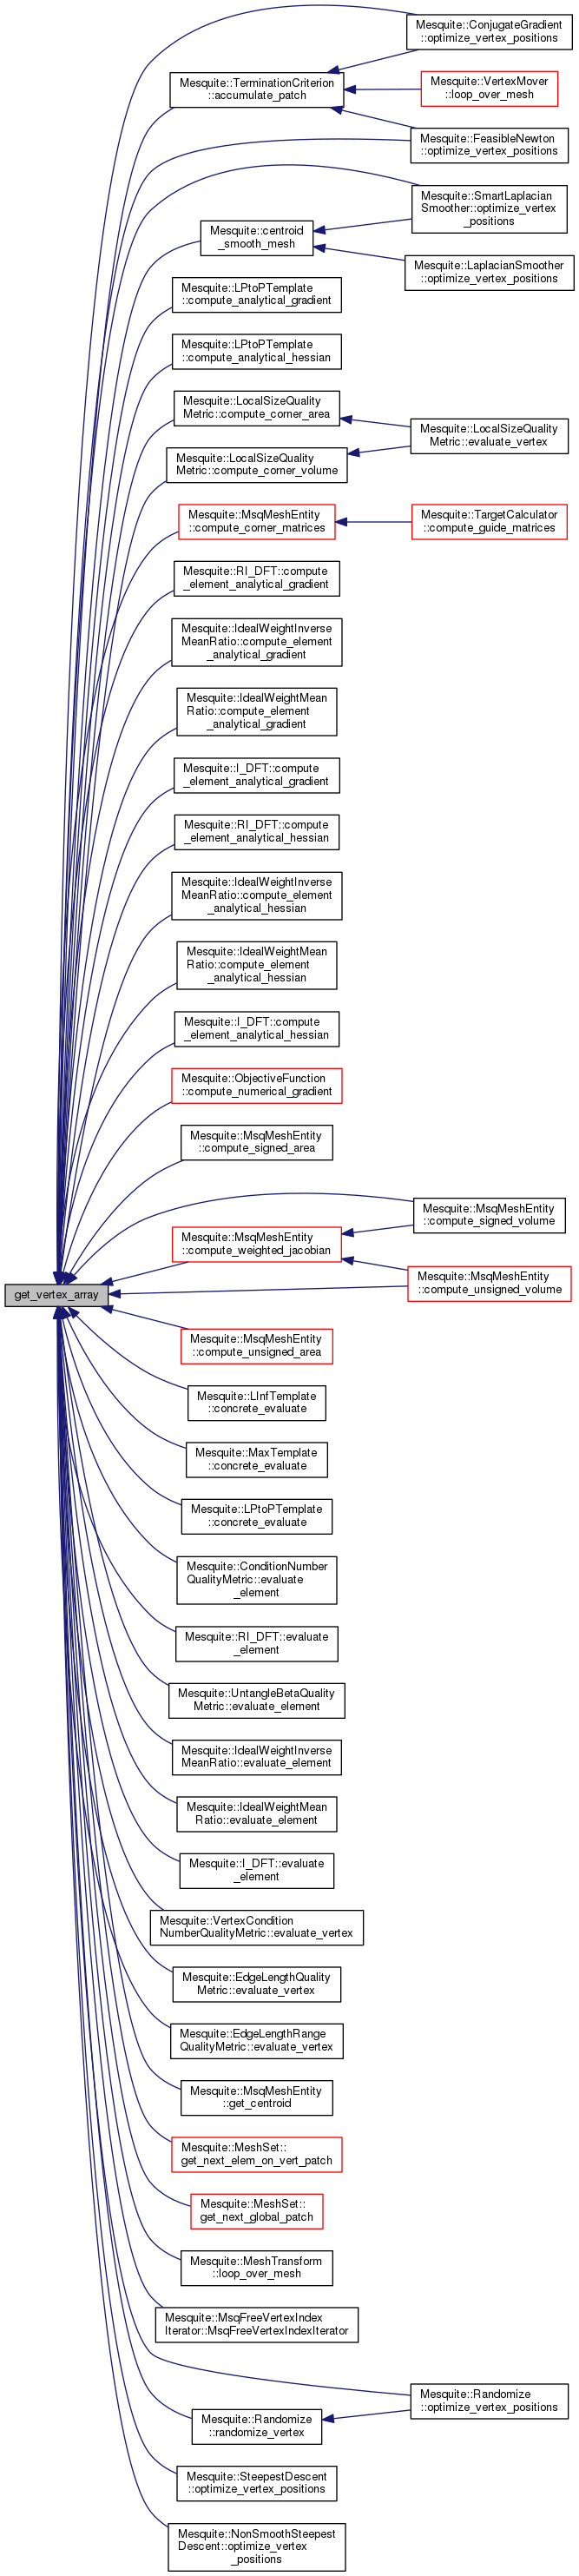 Mesquite::ConjugateGradient
::optimize_vertex_positions
Mesquite::TerminationCriterion
::accumulate_patch
Mesquite::VertexMover
::loop_over_mesh
Mesquite::FeasibleNewton
::optimize_vertex_positions
Mesquite::SmartLaplacian
Smoother::optimize_vertex
_positions
Mesquite::centroid
_smooth_mesh
Mesquite::LaplacianSmoother
::optimize_vertex_positions
Mesquite::LPtoPTemplate
::compute_analytical_gradient
Mesquite::LPtoPTemplate
::compute_analytical_hessian
Mesquite::LocalSizeQuality
Metric::compute_corner_area
Mesquite::LocalSizeQuality
Metric::evaluate_vertex
Mesquite::LocalSizeQuality
Metric::compute_corner_volume
Mesquite::MsqMeshEntity
::compute_corner_matrices
Mesquite::TargetCalculator
::compute_guide_matrices
Mesquite::RI_DFT::compute
_element_analytical_gradient
Mesquite::IdealWeightInverse
MeanRatio::compute_element
_analytical_gradient
Mesquite::IdealWeightMean
Ratio::compute_element
_analytical_gradient
Mesquite::I_DFT::compute
_element_analytical_gradient
Mesquite::RI_DFT::compute
_element_analytical_hessian
Mesquite::IdealWeightInverse
MeanRatio::compute_element
_analytical_hessian
Mesquite::IdealWeightMean
Ratio::compute_element
_analytical_hessian
Mesquite::I_DFT::compute
_element_analytical_hessian
Mesquite::ObjectiveFunction
::compute_numerical_gradient
Mesquite::MsqMeshEntity
::compute_signed_area
Mesquite::MsqMeshEntity
::compute_signed_volume
Mesquite::MsqMeshEntity
::compute_weighted_jacobian
Mesquite::MsqMeshEntity
::compute_unsigned_volume
get_vertex_array
Mesquite::MsqMeshEntity
::compute_unsigned_area
Mesquite::LInfTemplate
::concrete_evaluate
Mesquite::MaxTemplate
::concrete_evaluate
Mesquite::LPtoPTemplate
::concrete_evaluate
Mesquite::ConditionNumber
QualityMetric::evaluate
_element
Mesquite::RI_DFT::evaluate
_element
Mesquite::UntangleBetaQuality
Metric::evaluate_element
Mesquite::IdealWeightInverse
MeanRatio::evaluate_element
Mesquite::IdealWeightMean
Ratio::evaluate_element
Mesquite::I_DFT::evaluate
_element
Mesquite::VertexCondition
NumberQualityMetric::evaluate_vertex
Mesquite::EdgeLengthQuality
Metric::evaluate_vertex
Mesquite::EdgeLengthRange
QualityMetric::evaluate_vertex
Mesquite::MsqMeshEntity
::get_centroid
Mesquite::MeshSet::
get_next_elem_on_vert_patch
Mesquite::MeshSet::
get_next_global_patch
Mesquite::MeshTransform
::loop_over_mesh
Mesquite::MsqFreeVertexIndex
Iterator::MsqFreeVertexIndexIterator
Mesquite::Randomize
::optimize_vertex_positions
Mesquite::Randomize
::randomize_vertex
Mesquite::SteepestDescent
::optimize_vertex_positions
Mesquite::NonSmoothSteepest
Descent::optimize_vertex
_positions